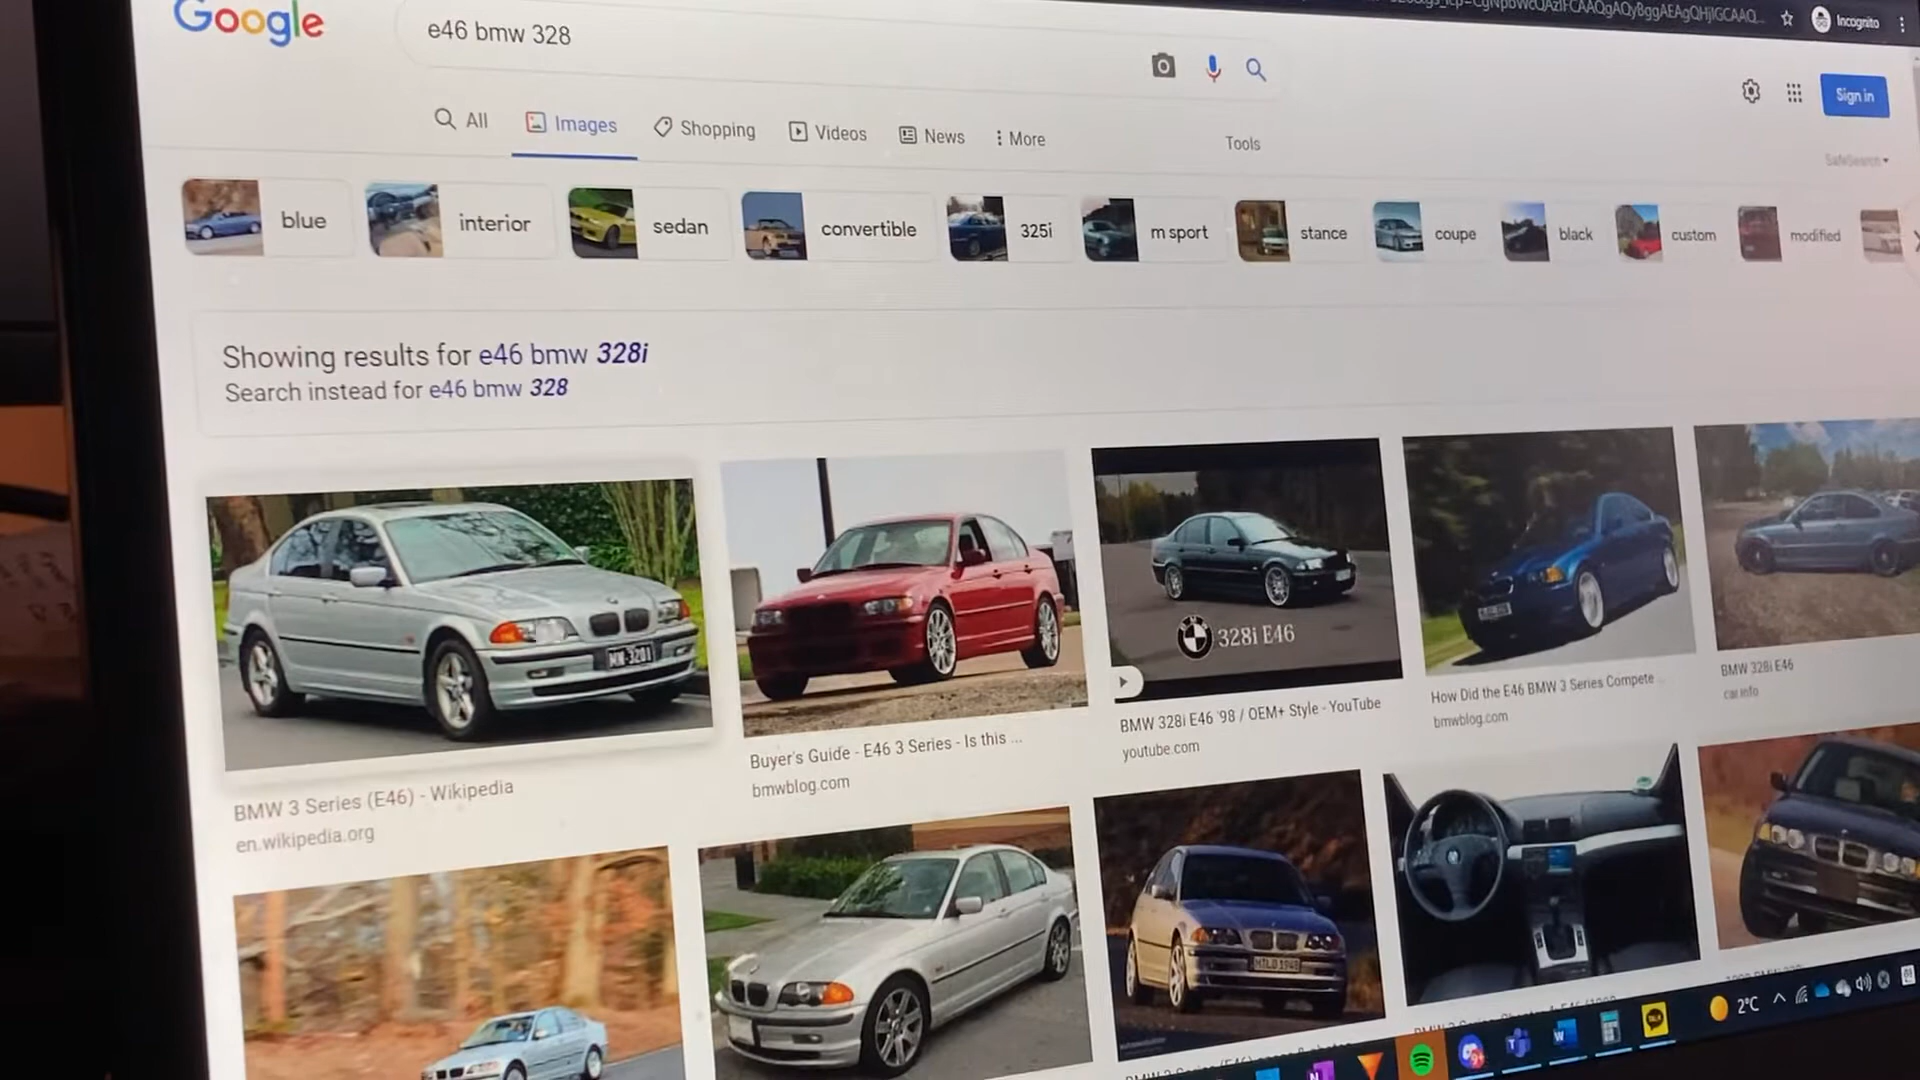 Google
e46 bmw 328
Incognito
All
Images
Shopping
Videos
News
More
Tools
Sign in
SafeSearch
blue
interior
sedan
convertible
325i
m sport
stance
coupe
black
custom
modified
Showing results for e46 bmw 328i
Search instead for e46 bmw 328
328i E46
BMW 3 Series (E46) - Wikipedia
en.wikipedia.org
Buyer's Guide - E46 3 Series - Is this ...
bmwblog.com
BMW 328i E46 '98 / OEM+ Style - YouTube
youtube.com
How Did the E46 BMW 3 Series Compete
bmwblog.com
BMW 328i E46
car.info
2°C